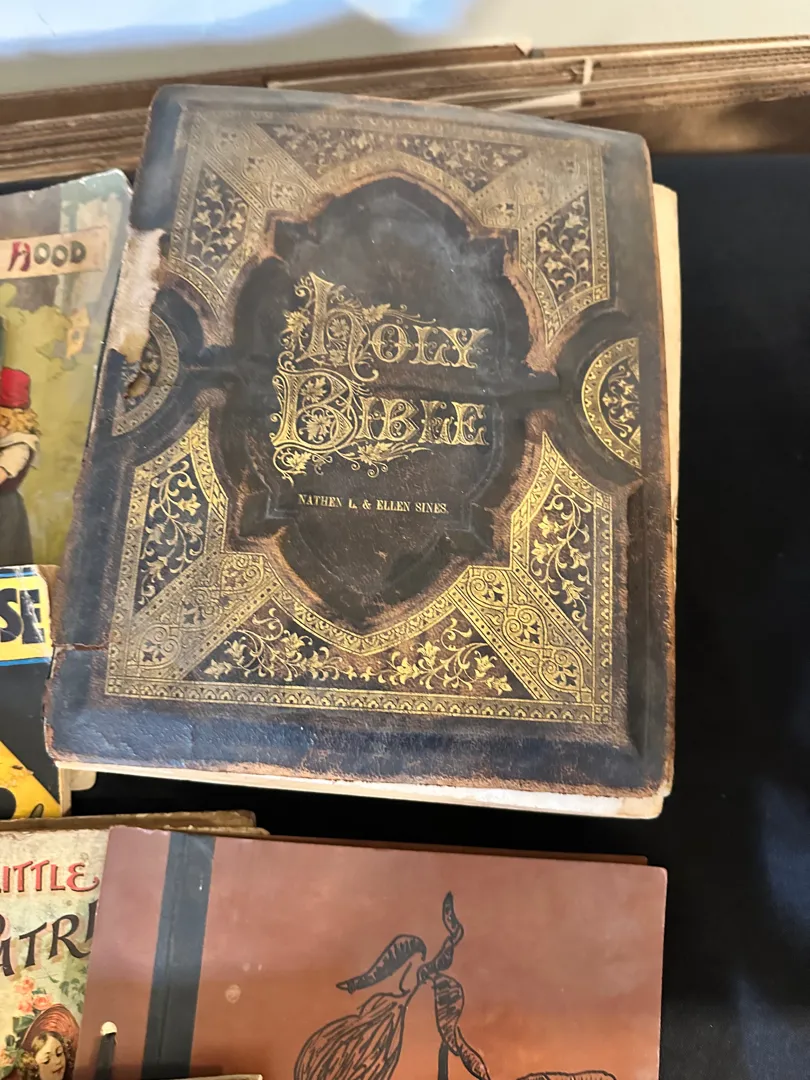 HOOD
HOLY
BIBLE
NATHEN L. & ELLEN SINES.
SE
LITTLE
ATRI